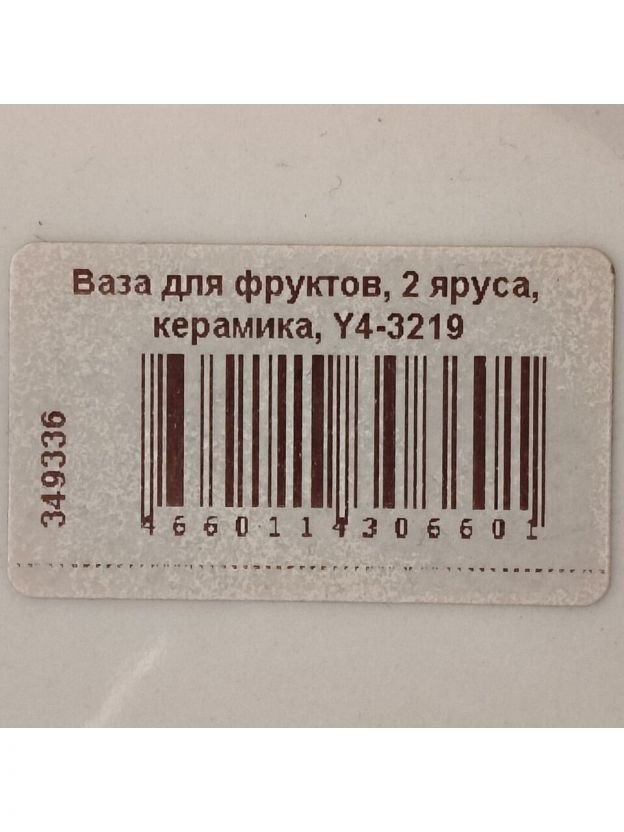 Ваза для фруктов, 2 яруса,
керамика, Y4-3219
349336
4660114306601